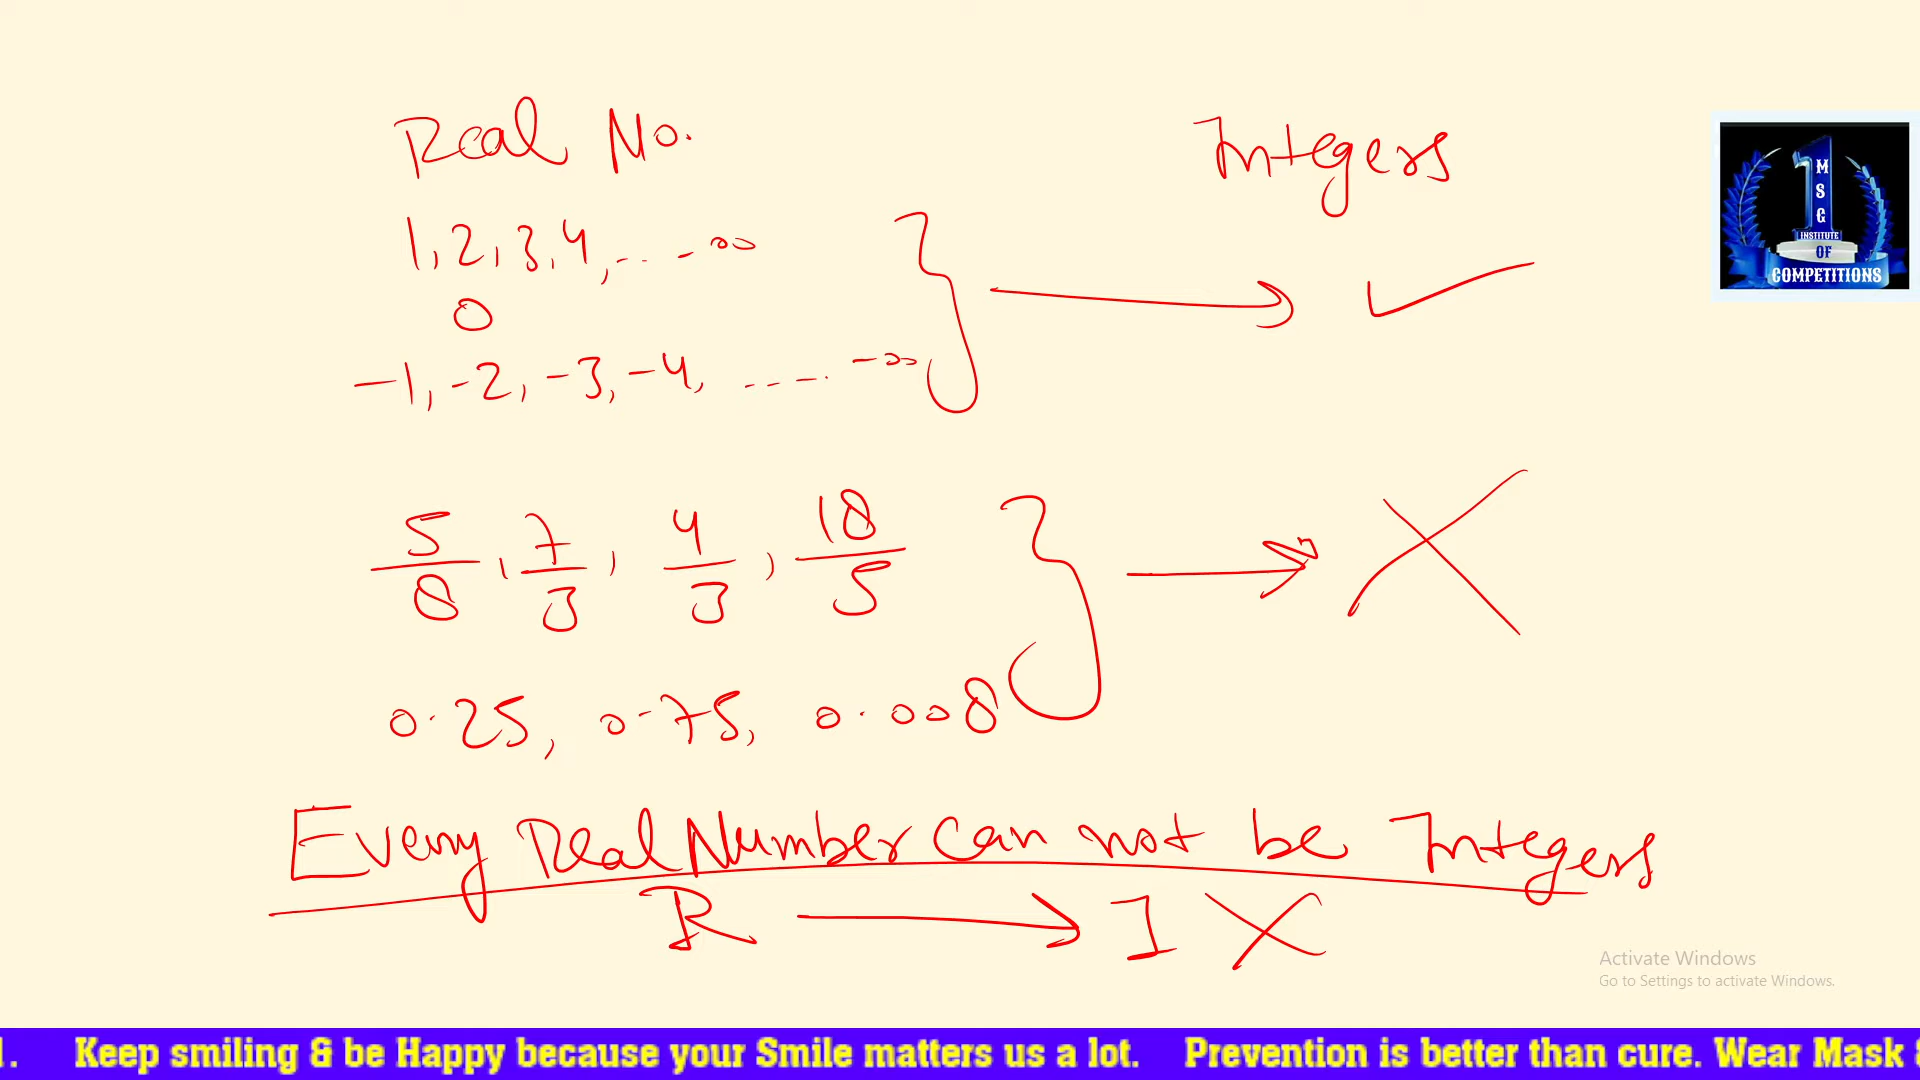 Real No. Integers
1, 2, 3, 4, ... - ∞
0
-1, -2, -3, -4, ....... -∞
5/8, 7/3, 4/3, 18/5
0.25, 0.75, 0.008
Every Real Number can not be Integers
R → I X
1 MSG
INSTITUTE
OF
COMPETITIONS
Activate Windows
Go to Settings to activate Windows.
. Keep smiling & be Happy because your Smile matters us a lot. Prevention is better than cure. Wear Mask &